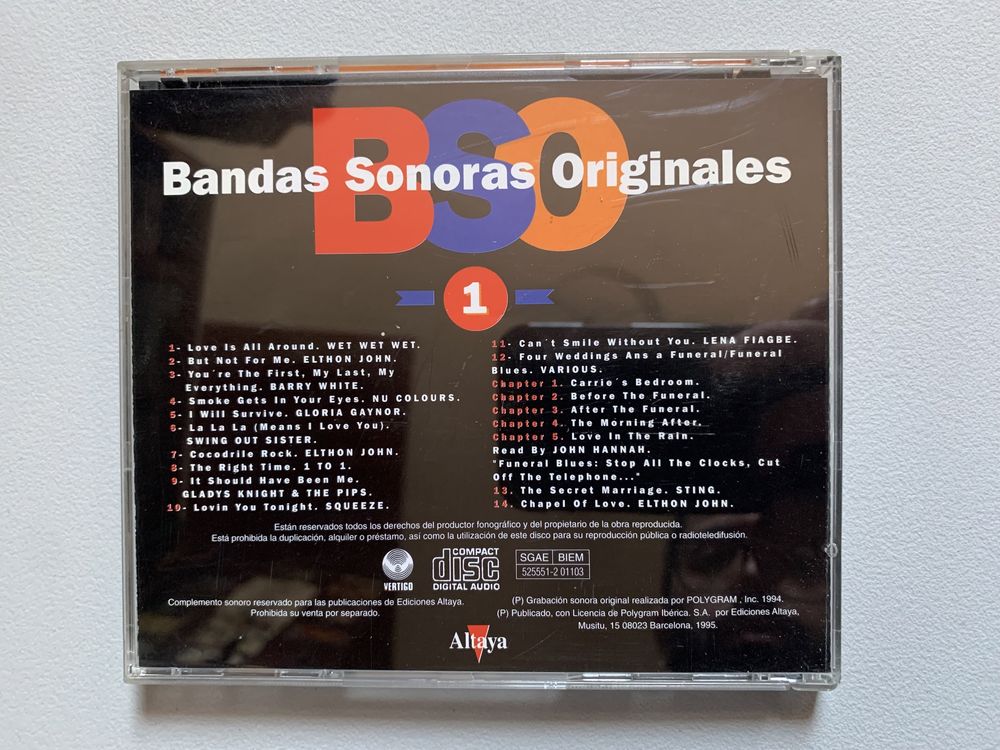 BSO
Bandas Sonoras Originales
1
1- Love Is All Around. WET WET WET.
2- But Not For Me. ELTHON JOHN.
3- You´re The First, My Last, My
Everything. BARRY WHITE.
4- Smoke Gets In Your Eyes. NU COLOURS.
5- I Will Survive. GLORIA GAYNOR.
6- La La La (Means I Love You).
SWING OUT SISTER.
7- Cocodrile Rock. ELTHON JOHN.
8- The Right Time. 1 TO 1.
9- It Should Have Been Me.
GLADYS KNIGHT & THE PIPS.
10- Lovin You Tonight. SQUEEZE.
11- Can´t Smile Without You. LENA FIAGBE.
12- Four Weddings Ans a Funeral/Funeral
Blues. VARIOUS.
Chapter 1. Carrie´s Bedroom.
Chapter 2. Before The Funeral.
Chapter 3. After The Funeral.
Chapter 4. The Morning After.
Chapter 5. Love In The Rain.
Read By JOHN HANNAH.
"Funeral Blues: Stop All The Clocks, Cut
Off The Telephone..."
13. The Secret Marriage. STING.
14. Chapel Of Love. ELTHON JOHN.
Están reservados todos los derechos del productor fonográfico y del propietario de la obra reproducida.
Está prohibida la duplicación, alquiler o préstamo, así como la utilización de este disco para su reproducción pública o radioteledifusión.
VERTIGO
COMPACT
disc
DIGITAL AUDIO
SGAE BIEM
525551-2 01103
Complemento sonoro reservado para las publicaciones de Ediciones Altaya.
Prohibida su venta por separado.
(P) Grabación sonora original realizada por POLYGRAM , Inc. 1994.
(P) Publicado, con Licencia de Polygram Ibérica. S.A. por Ediciones Altaya,
Musitu, 15 08023 Barcelona, 1995.
Altaya